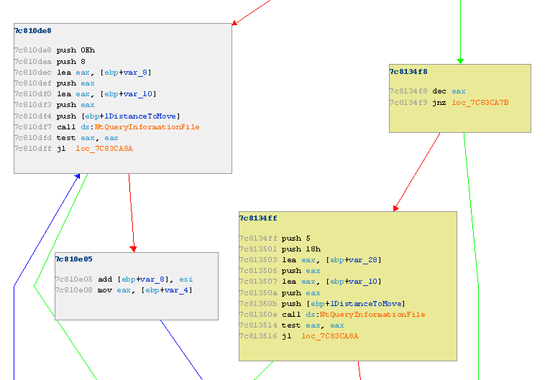 7c810de8
7c810de8 push 0Eh
7c810dea push 8
7c810dec lea eax, [ebp+var_8]
7c810def push eax
7c810df0 lea eax, [ebp+var_10]
7c810df3 push eax
7c810df4 push [ebp+lDistanceToMove]
7c810df7 call ds:NtQueryInformationFile
7c810dfd test eax, eax
7c810dff jl loc_7C83CA8A
7c8134f8
7c8134f8 dec eax
7c8134f9 jnz loc_7C83CA7B
7c8134ff
7c8134ff push 5
7c813501 push 18h
7c813503 lea eax, [ebp+var_28]
7c813506 push eax
7c813507 lea eax, [ebp+var_10]
7c81350a push eax
7c81350b push [ebp+lDistanceToMove]
7c81350e call ds:NtQueryInformationFile
7c813514 test eax, eax
7c813516 jl loc_7C83CA8A
7c810e05
7c810e05 add [ebp+var_8], esi
7c810e08 mov eax, [ebp+var_4]